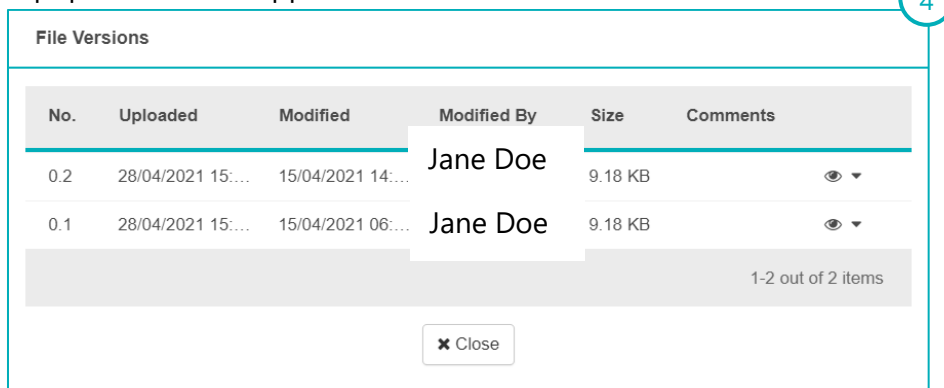 4
File Versions
No. Uploaded Modified Modified By Size Comments
0.2 28/04/2021 15:... 15/04/2021 14:... Jane Doe 9.18 KB
0.1 28/04/2021 15:... 15/04/2021 06:... Jane Doe 9.18 KB
1-2 out of 2 items
✖ Close